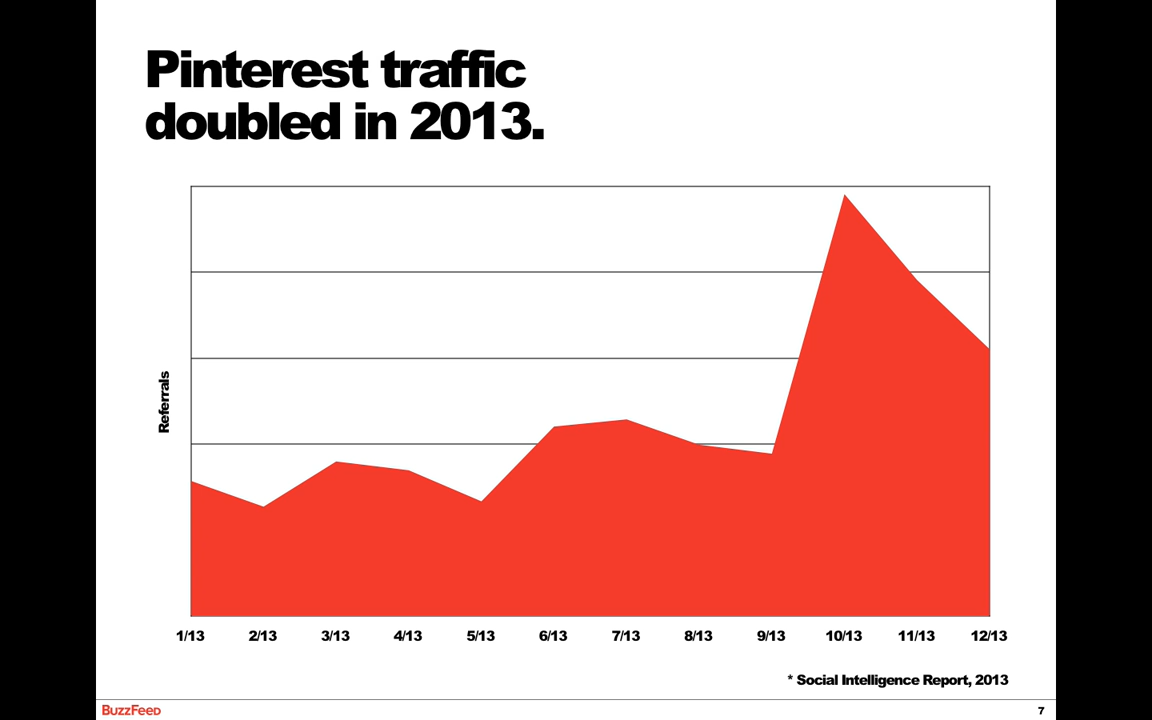 Pinterest traffic
doubled in 2013.
Referrals
1/13 2/13 3/13 4/13 5/13 6/13 7/13 8/13 9/13 10/13 11/13 12/13
* Social Intelligence Report, 2013
BuzzFeed 7